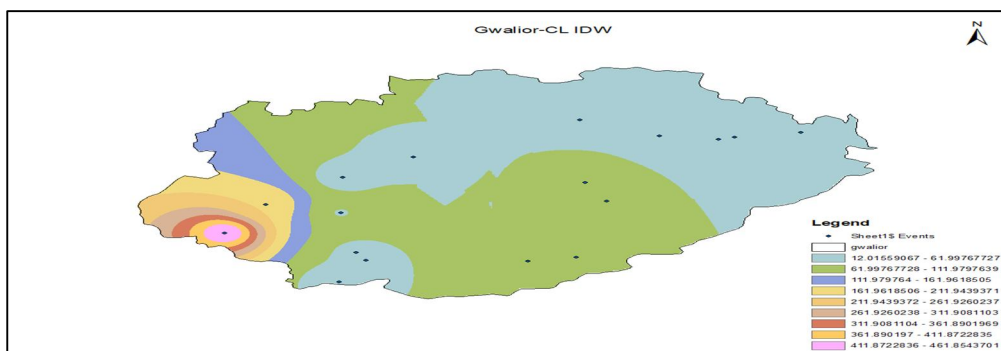 Gwalior-CL IDW
N
Legend
Sheet1$ Events
gwalior
12.01559067 - 61.99767727
61.99767728 - 111.9797639
111.979764 - 161.9618505
161.9618506 - 211.9439371
211.9439372 - 261.9260237
261.9260238 - 311.9081103
311.9081104 - 361.8901969
361.890197 - 411.8722835
411.8722836 - 461.8543701